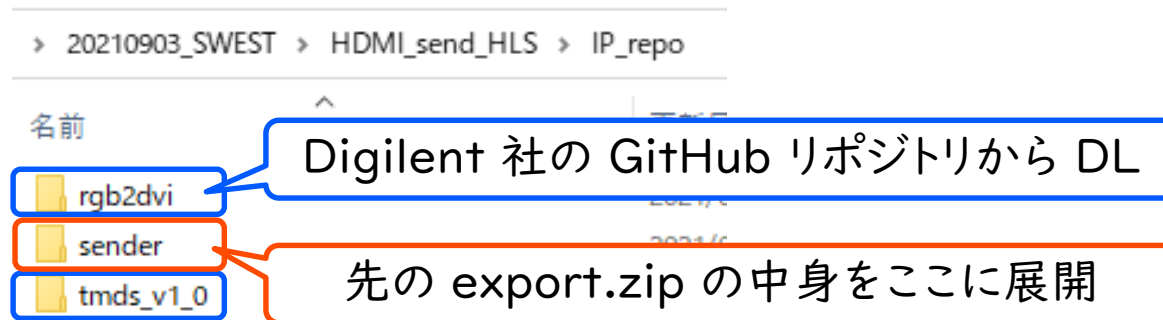 > 20210903_SWEST > HDMI_send_HLS > IP_repo
名前
Digilent 社の GitHub リポジトリから DL
rgb2dvi
sender
先の export.zip の中身をここに展開
tmds_v1_0